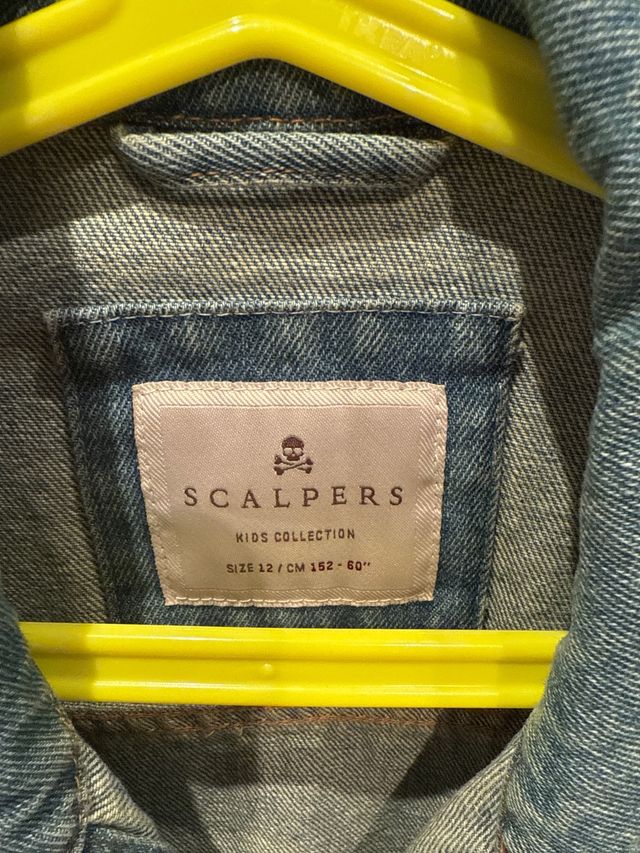 SCALPERS
KIDS COLLECTION
SIZE 12 / CM 152 - 60"